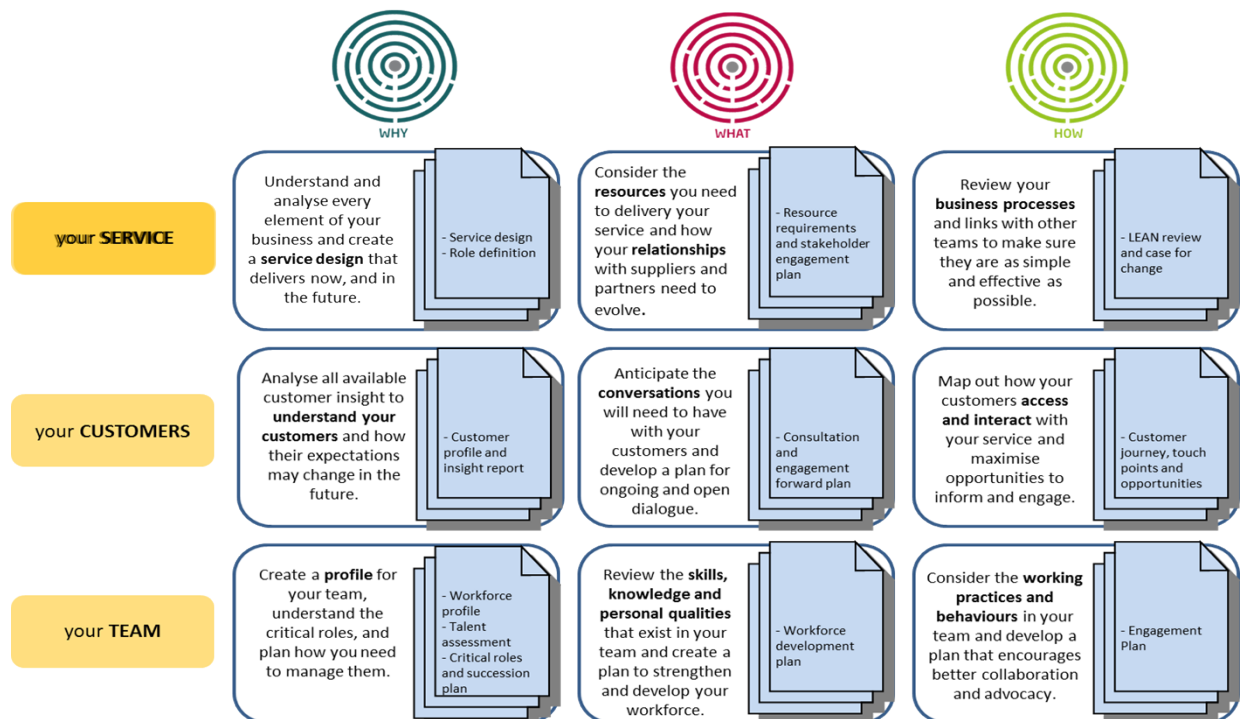 WHY
WHAT
HOW
your SERVICE
Understand and
analyse every
element of your
business and create
a service design that
delivers now, and in
the future.
- Service design
- Role definition
Consider the
resources you need
to delivery your
service and how
your relationships
with suppliers and
partners need to
evolve.
- Resource
requirements
and stakeholder
engagement
plan
Review your
business processes
and links with other
teams to make sure
they are as simple
and effective as
possible.
- LEAN review
and case for
change
your CUSTOMERS
Analyse all available
customer insight to
understand your
customers and how
their expectations
may change in the
future.
- Customer
profile and
insight report
Anticipate the
conversations you
will need to have
with your
customers and
develop a plan for
ongoing and open
dialogue.
- Consultation
and
engagement
forward plan
Map out how your
customers access
and interact with
your service and
maximise
opportunities to
inform and engage.
- Customer
journey, touch
points and
opportunities
your TEAM
Create a profile for
your team,
understand the
critical roles, and
plan how you need
to manage them.
- Workforce
profile
- Talent
assessment
- Critical roles
and succession
plan
Review the skills,
knowledge and
personal qualities
that exist in your
team and create a
plan to strengthen
and develop your
workforce.
- Workforce
development
plan
Consider the working
practices and
behaviours in your
team and develop a
plan that encourages
better collaboration
and advocacy.
- Engagement
Plan